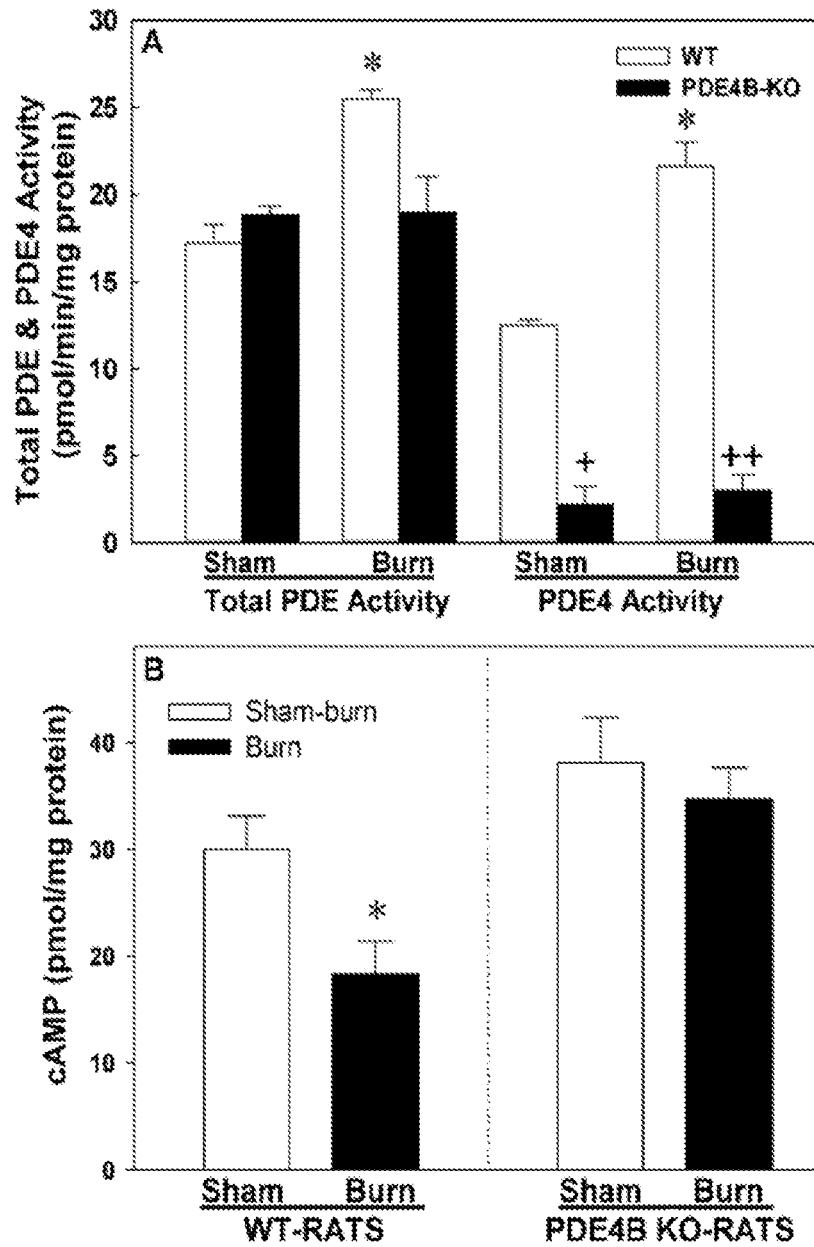 A
30
25
20
15
10
5
0
Total PDE & PDE4 Activity
(pmol/min/mg protein)
WT
PDE4B-KO
*
*
+
++
Sham Burn Sham Burn
Total PDE Activity PDE4 Activity
B
40
30
20
10
0
cAMP (pmol/mg protein)
Sham-burn
Burn
*
Sham Burn Sham Burn
WT-RATS PDE4B KO-RATS